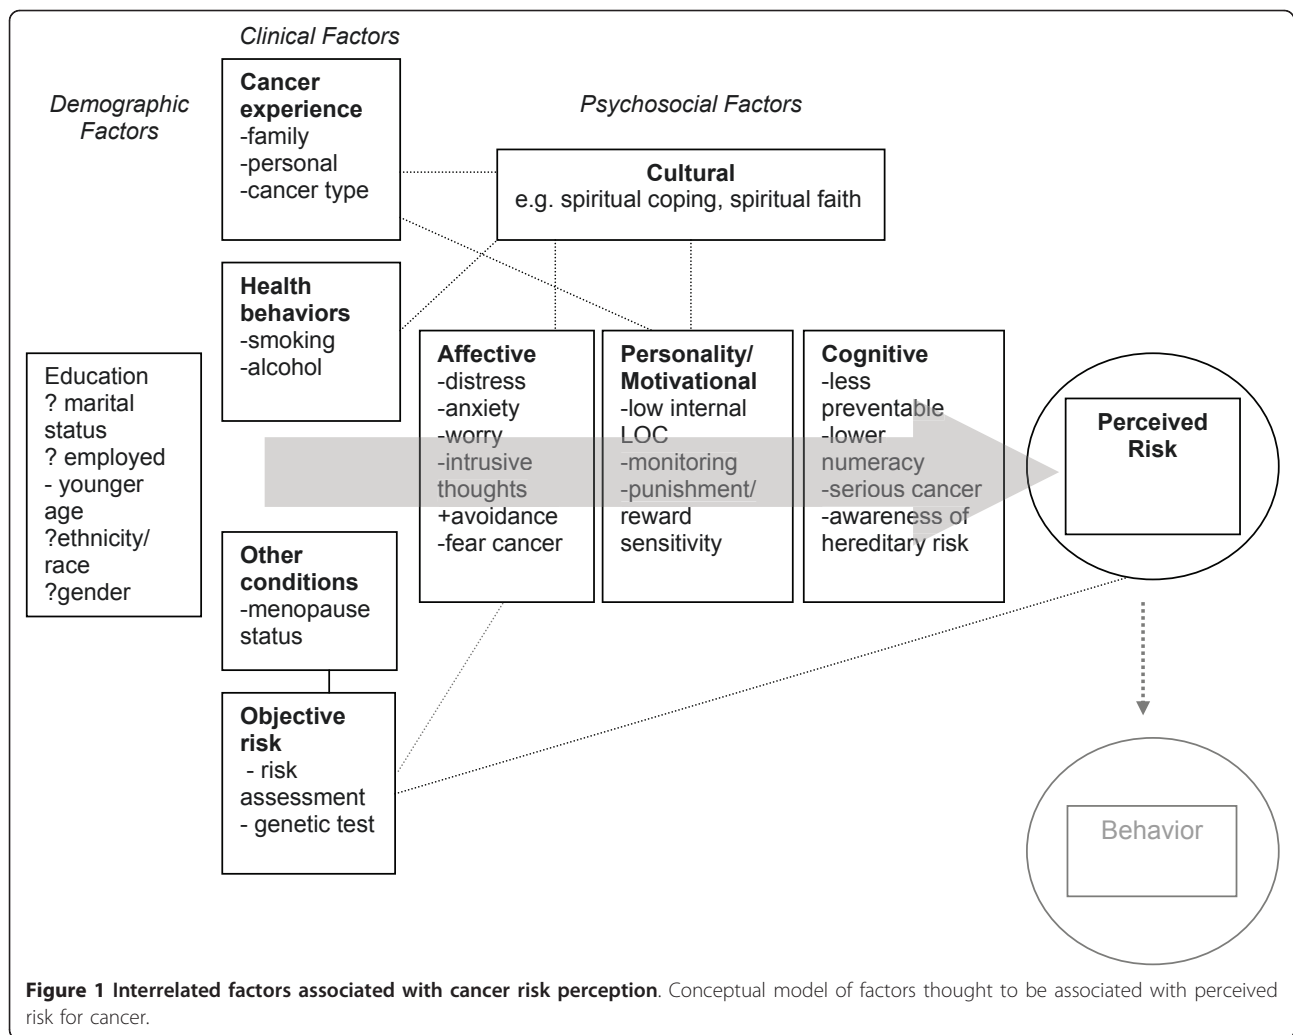 Clinical Factors
Demographic
Factors
Psychosocial Factors
Cancer
experience
-family
-personal
-cancer type
Cultural
e.g. spiritual coping, spiritual faith
Health
behaviors
-smoking
-alcohol
Education
? marital
status
? employed
- younger
age
?ethnicity/
race
?gender
Affective
-distress
-anxiety
-worry
-intrusive
thoughts
+avoidance
-fear cancer
Personality/
Motivational
-low internal
LOC
-monitoring
-punishment/
reward
sensitivity
Cognitive
-less
preventable
-lower
numeracy
-serious cancer
-awareness of
hereditary risk
Perceived
Risk
Other
conditions
-menopause
status
Objective
risk
- risk
assessment
- genetic test
Behavior
Figure 1 Interrelated factors associated with cancer risk perception. Conceptual model of factors thought to be associated with perceived
risk for cancer.